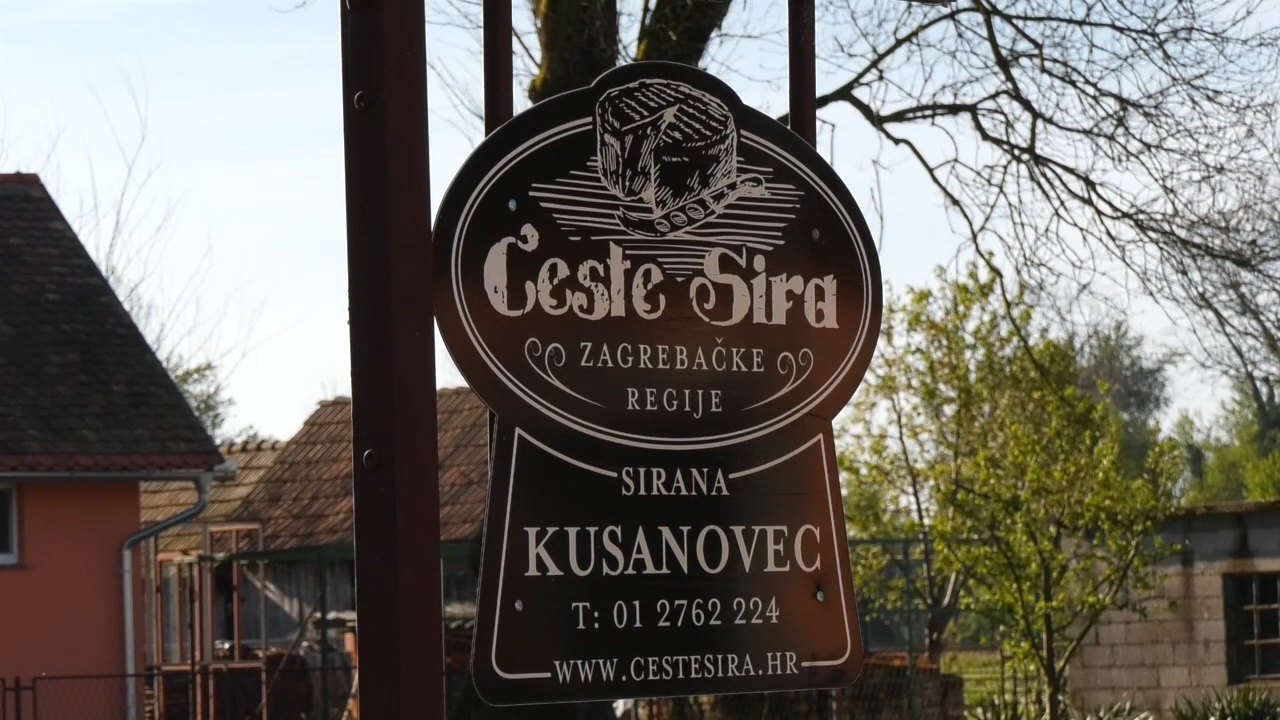 Ceste Sira
ZAGREBAČKE
REGIJE
SIRANA
KUSANOVEC
T: 01 2762 224
WWW.CESTESIRA.HR